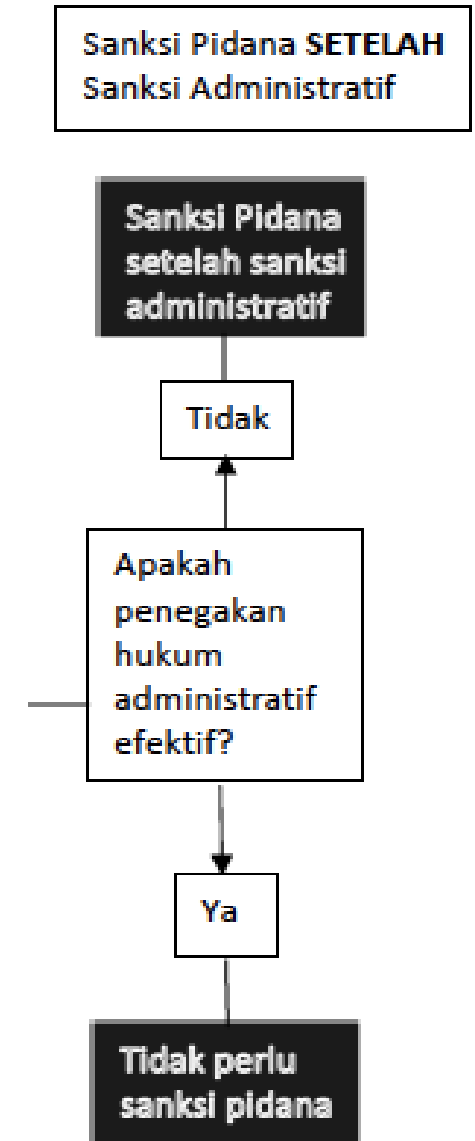 Sanksi Pidana SETELAH
Sanksi Administratif
Sanksi Pidana
setelah sanksi
administratif
Tidak
Apakah
penegakan
hukum
administratif
efektif?
Ya
Tidak perlu
sanksi pidana